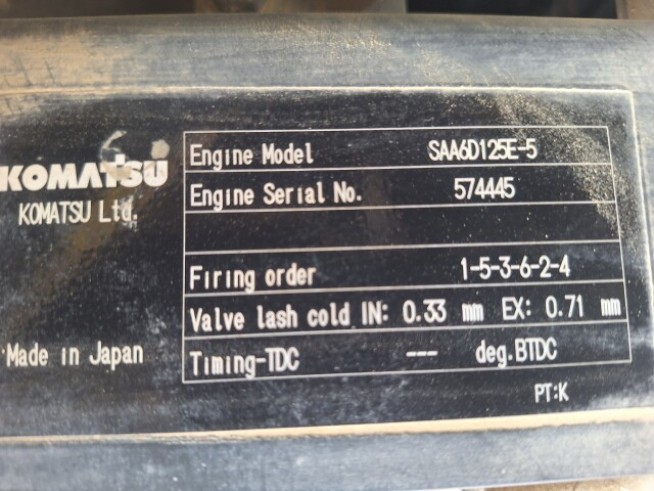 KOMATSU
KOMATSU Ltd.
Made in Japan
Engine Model SAA6D125E-5
Engine Serial No. 574445
Firing order 1-5-3-6-2-4
Valve lash cold IN: 0.33 mm EX: 0.71 mm
Timing-TDC --- deg.BTDC
PT:K